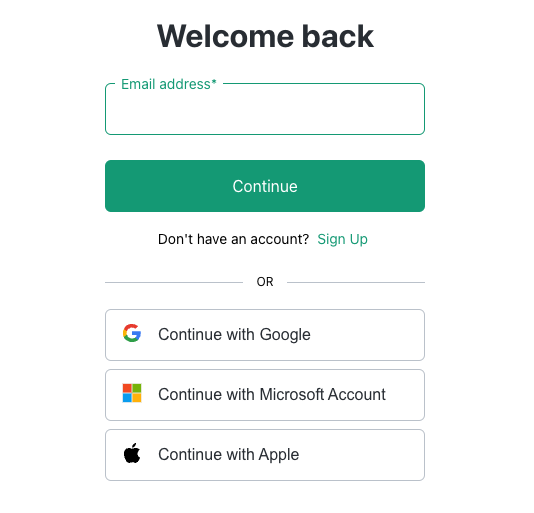 Welcome back
Email address*
Continue
Don't have an account? Sign Up
OR
Continue with Google
Continue with Microsoft Account
Continue with Apple